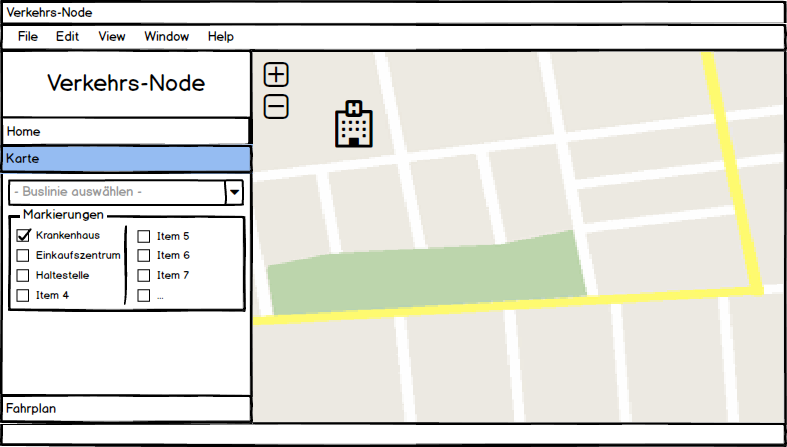 Verkehrs-Node
File Edit View Window Help
Verkehrs-Node
Home
Karte
- Buslinie auswählen -
Markierungen
Krankenhaus
Einkaufszentrum
Haltestelle
Item 4
Item 5
Item 6
Item 7
...
Fahrplan
H